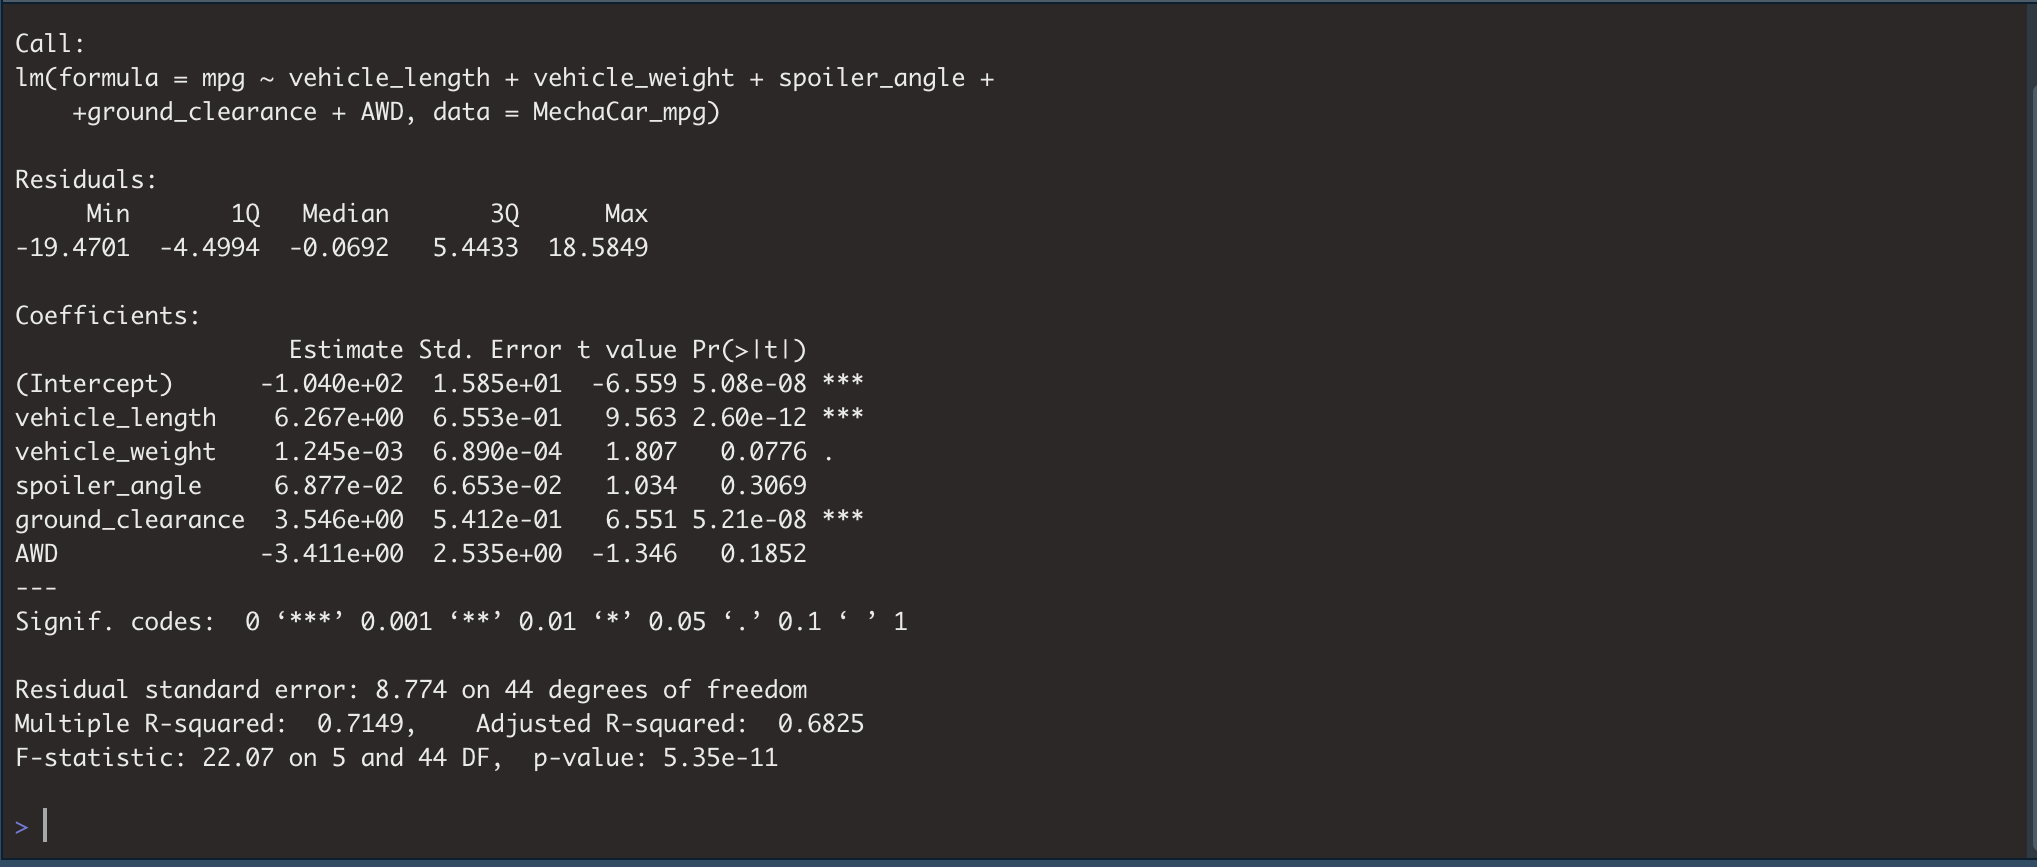 Call:
lm(formula = mpg ~ vehicle_length + vehicle_weight + spoiler_angle +
    +ground_clearance + AWD, data = MechaCar_mpg)
Residuals:
     Min       1Q   Median       3Q      Max
-19.4701  -4.4994  -0.0692   5.4433  18.5849
Coefficients:
                   Estimate Std. Error t value Pr(>|t|)
(Intercept)      -1.040e+02  1.585e+01  -6.559 5.08e-08 ***
vehicle_length    6.267e+00  6.553e-01   9.563 2.60e-12 ***
vehicle_weight    1.245e-03  6.890e-04   1.807   0.0776 .
spoiler_angle     6.877e-02  6.653e-02   1.034   0.3069
ground_clearance  3.546e+00  5.412e-01   6.551 5.21e-08 ***
AWD              -3.411e+00  2.535e+00  -1.346   0.1852
---
Signif. codes:  0 ‘***’ 0.001 ‘**’ 0.01 ‘*’ 0.05 ‘.’ 0.1 ‘ ’ 1
Residual standard error: 8.774 on 44 degrees of freedom
Multiple R-squared:  0.7149,    Adjusted R-squared:  0.6825
F-statistic: 22.07 on 5 and 44 DF,  p-value: 5.35e-11
>